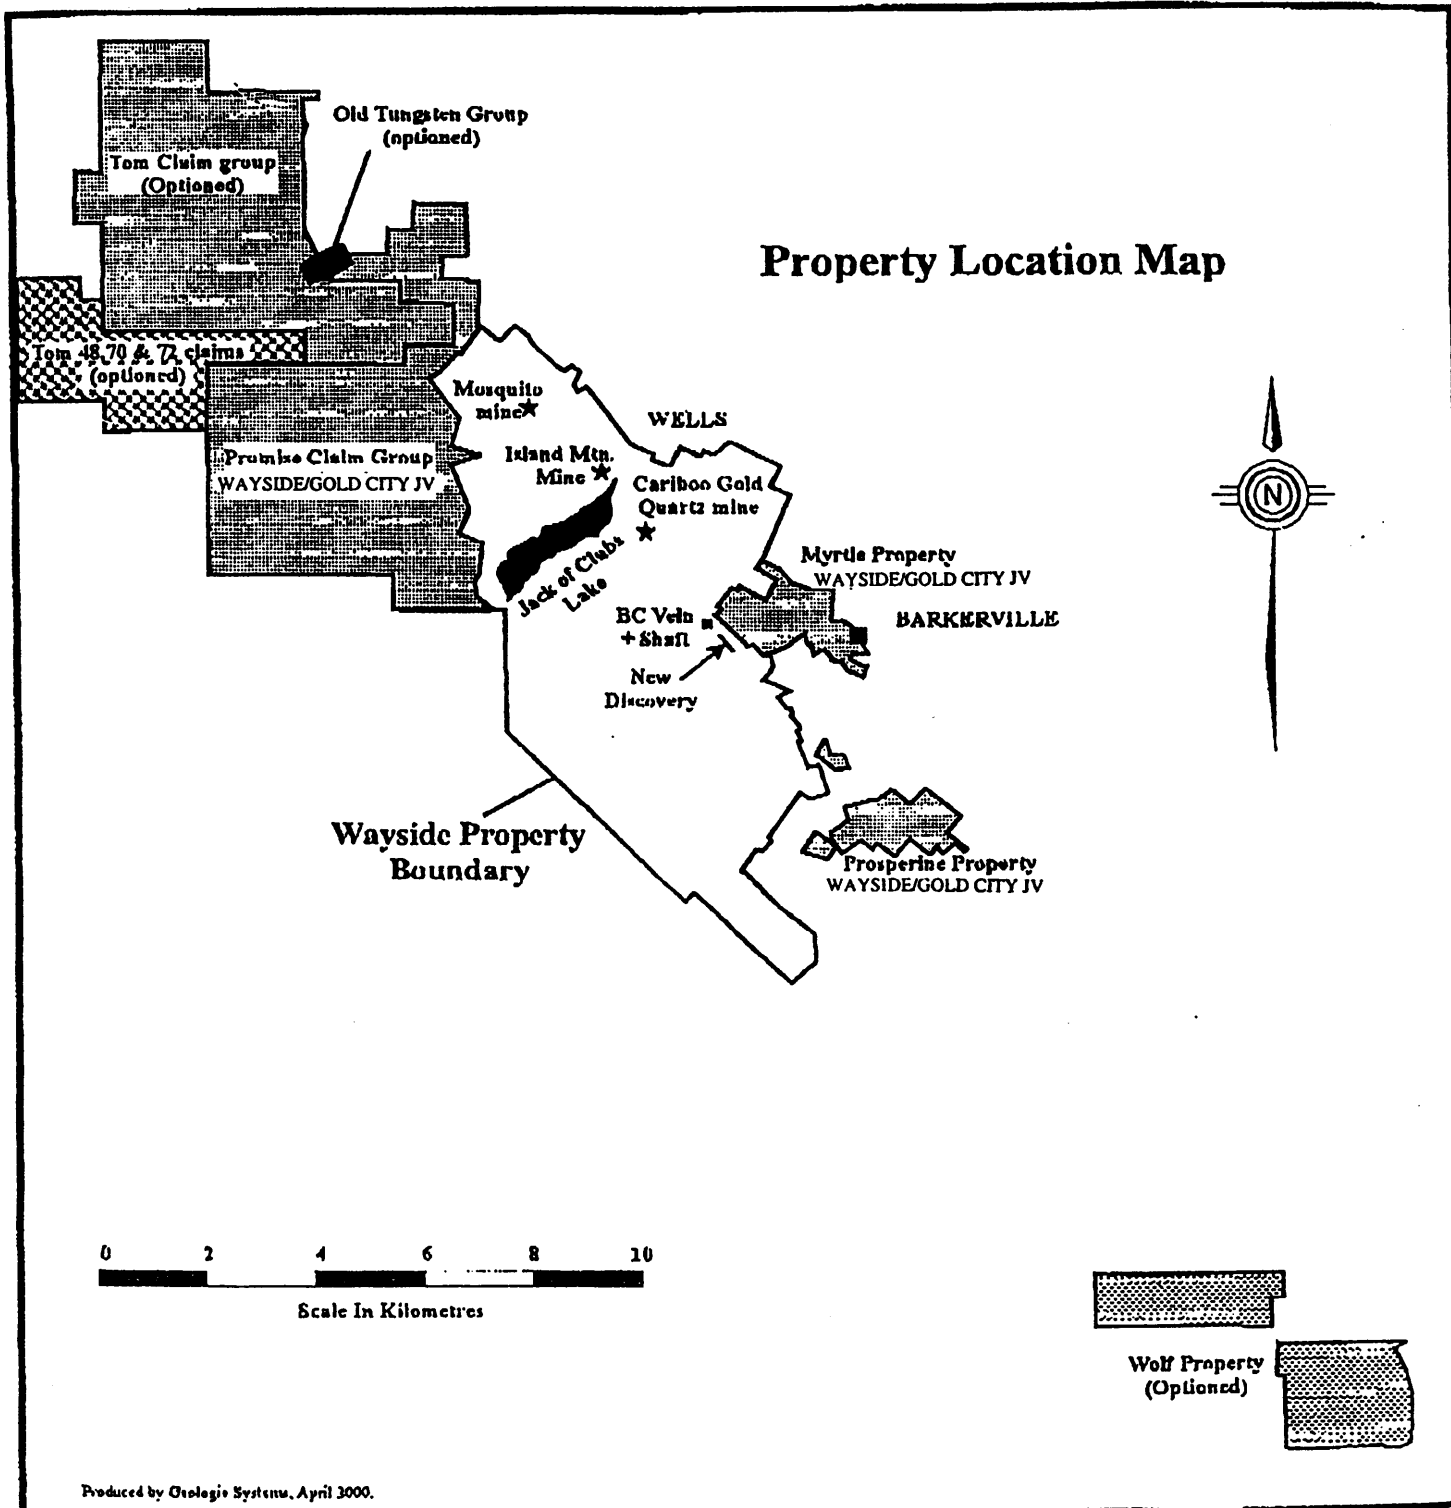 Old Tungsten Group
(optioned)
Tom Claim group
(Optioned)
Property Location Map
Tom 48,70 & 72 claims
(optioned)
Mosquito
mine
WELLS
Island Mtn.
Mine
Promise Claim Group
WAYSIDE/GOLD CITY JV
Cariboo Gold
Quartz mine
N
Jack of Clubs
Lake
Myrtle Property
WAYSIDE/GOLD CITY JV
BC Vein
+ Shaft
BARKERVILLE
New
Discovery
Wayside Property
Boundary
Prosperine Property
WAYSIDE/GOLD CITY JV
0 2 4 6 8 10
Scale In Kilometres
Wolf Property
(Optioned)
Produced by Geologic Systems, April 2000.